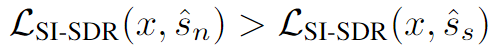 𝓛_SI-SDR(x, ŝ_n) > 𝓛_SI-SDR(x, ŝ_s)